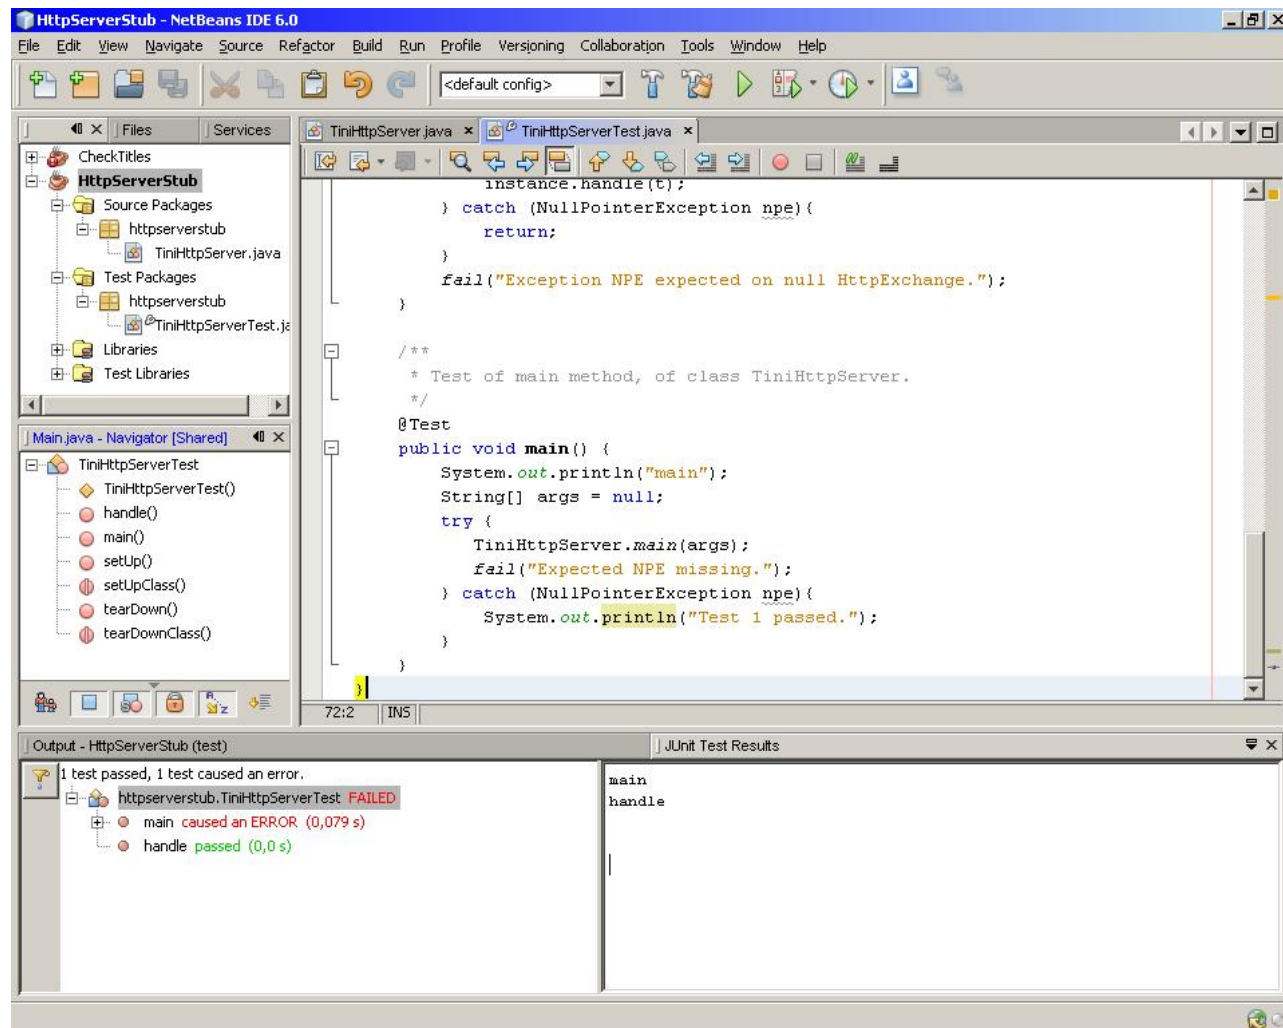 HttpServerStub - NetBeans IDE 6.0
File Edit View Navigate Source Refactor Build Run Profile Versioning Collaboration Tools Window Help
<default config>
Files Services
TiniHttpServer.java × TiniHttpServerTest.java ×
CheckTitles
HttpServerStub
Source Packages
httpserverstub
TiniHttpServer.java
Test Packages
httpserverstub
TiniHttpServerTest.ja
Libraries
Test Libraries
Main.java - Navigator [Shared]
TiniHttpServerTest
TiniHttpServerTest()
handle()
main()
setUp()
setUpClass()
tearDown()
tearDownClass()
instance.handle(t);
} catch (NullPointerException npe){
return;
}
fail("Exception NPE expected on null HttpExchange.");
}
/**
* Test of main method, of class TiniHttpServer.
*/
@Test
public void main() {
System.out.println("main");
String[] args = null;
try {
TiniHttpServer.main(args);
fail("Expected NPE missing.");
} catch (NullPointerException npe){
System.out.println("Test 1 passed.");
}
}
}
72:2 INS
Output - HttpServerStub (test) JUnit Test Results
1 test passed, 1 test caused an error.
httpserverstub.TiniHttpServerTest FAILED
main caused an ERROR (0,079 s)
handle passed (0,0 s)
main
handle